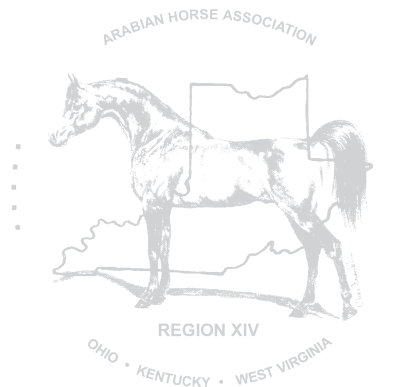 ARABIAN HORSE ASSOCIATION
REGION XIV
OHIO • KENTUCKY • WEST VIRGINIA